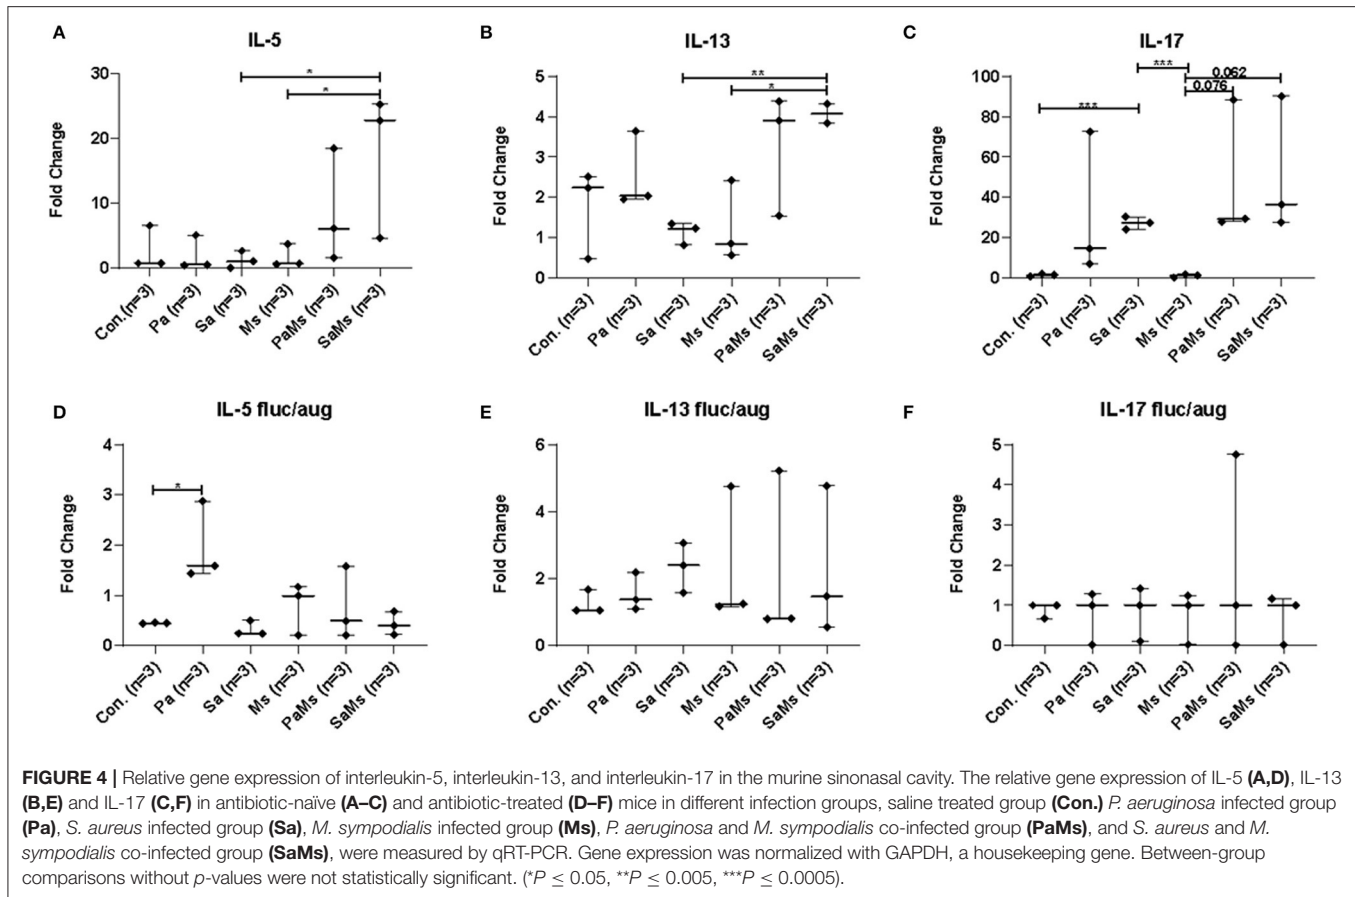 A
IL-5
Fold Change
30
20
10
0
*
*
Con.(n=3)
Pa (n=3)
Sa (n=3)
Ms (n=3)
PaMs (n=3)
SaMs (n=3)
B
IL-13
Fold Change
5
4
3
2
1
0
**
*
Con. (n=3)
Pa (n=3)
Sa (n=3)
Ms (n=3)
PaMs (n=3)
SaMs (n=3)
C
IL-17
Fold Change
100
80
60
40
20
0
***
0.062
0.076
***
Con. (n=3)
Pa (n=3)
Sa (n=3)
Ms (n=3)
PaMs (n=3)
SaMs (n=3)
D
IL-5 fluc/aug
Fold Change
4
3
2
1
0
*
Con. (n=3)
Pa (n=3)
Sa (n=3)
Ms (n=3)
PaMs (n=3)
SaMs (n=3)
E
IL-13 fluc/aug
Fold Change
6
4
2
0
Con. (n=3)
Pa (n=3)
Sa (n=3)
Ms (n=3)
PaMs (n=3)
SaMs (n=3)
F
IL-17 fluc/aug
Fold Change
5
4
3
2
1
0
Con. (n=3)
Pa (n=3)
Sa (n=3)
Ms (n=3)
PaMs (n=3)
SaMs (n=3)
FIGURE 4 | Relative gene expression of interleukin-5, interleukin-13, and interleukin-17 in the murine sinonasal cavity. The relative gene expression of IL-5 (A,D), IL-13
(B,E) and IL-17 (C,F) in antibiotic-naïve (A–C) and antibiotic-treated (D–F) mice in different infection groups, saline treated group (Con.) P. aeruginosa infected group
(Pa), S. aureus infected group (Sa), M. sympodialis infected group (Ms), P. aeruginosa and M. sympodialis co-infected group (PaMs), and S. aureus and M.
sympodialis co-infected group (SaMs), were measured by qRT-PCR. Gene expression was normalized with GAPDH, a housekeeping gene. Between-group
comparisons without p-values were not statistically significant. (*P ≤ 0.05, **P ≤ 0.005, ***P ≤ 0.0005).